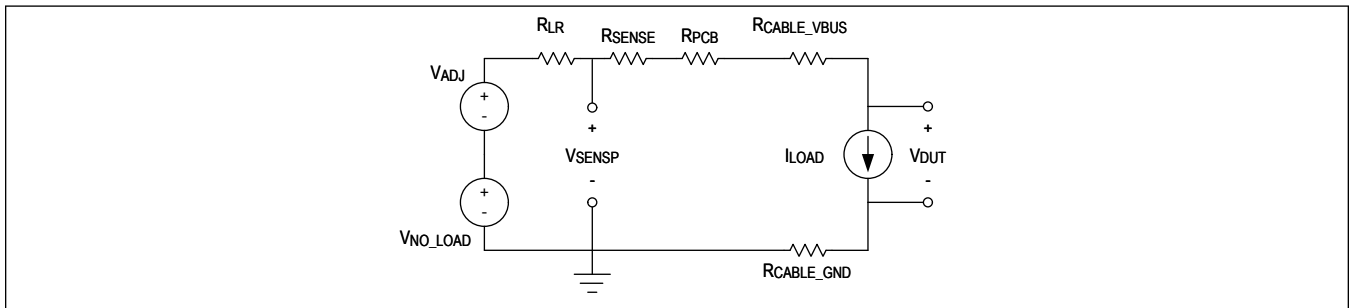 RLR
RSENSE
RPCB
RCABLE_VBUS
VADJ
+
-
+
VSENSP
-
ILOAD
+
VDUT
-
+
-
VNO_LOAD
RCABLE_GND